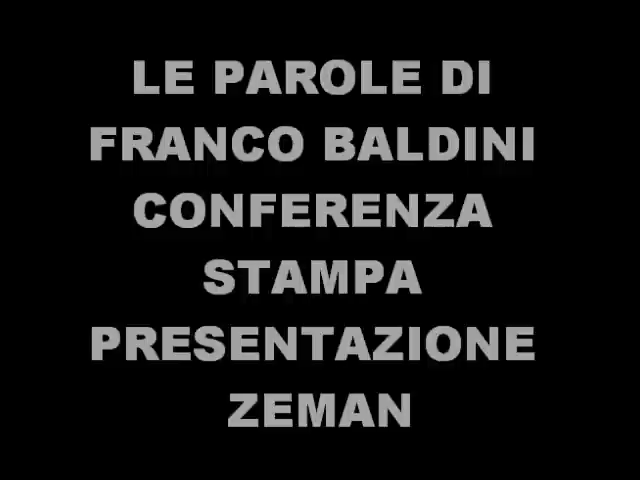 LE PAROLE DI
FRANCO BALDINI
CONFERENZA
STAMPA
PRESENTAZIONE
ZEMAN